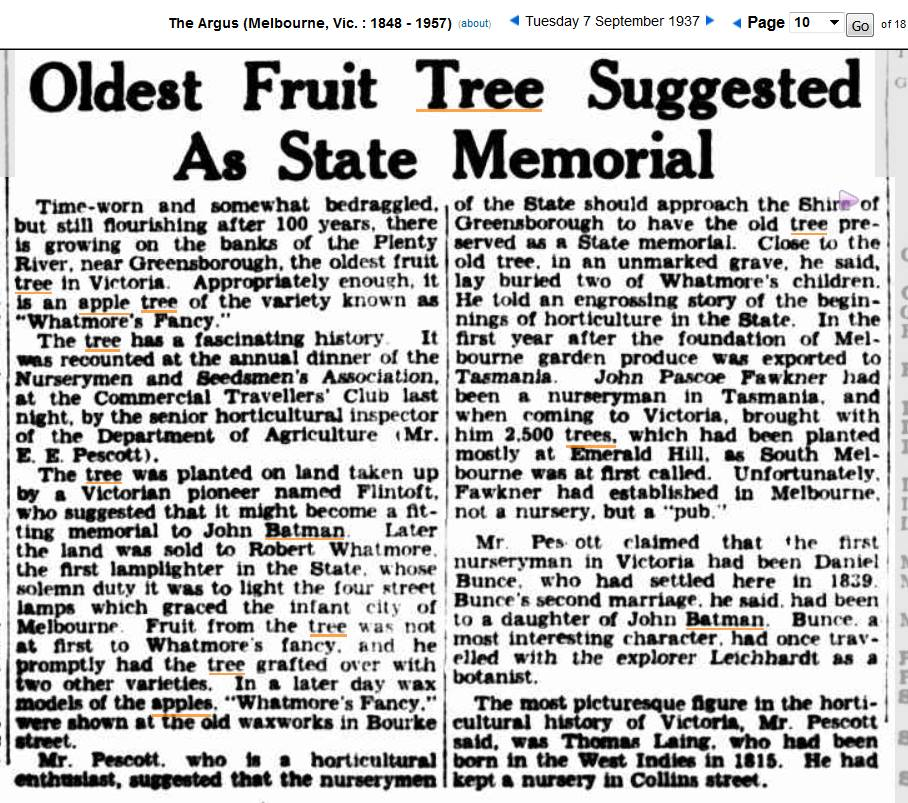 The Argus (Melbourne, Vic. : 1848 - 1957) (about) Tuesday 7 September 1937 Page 10 Go of 18
Oldest Fruit Tree Suggested
As State Memorial
Time-worn and somewhat bedraggled,
but still flourishing after 100 years, there
is growing on the banks of the Plenty
River, near Greensborough, the oldest fruit
tree in Victoria. Appropriately enough, it
is an apple tree of the variety known as
"Whatmore's Fancy."
The tree has a fascinating history. It
was recounted at the annual dinner of the
Nurserymen and Seedsmen's Association,
at the Commercial Travellers' Club last
night, by the senior horticultural inspector
of the Department of Agriculture (Mr.
E. E. Pescott).
The tree was planted on land taken up
by a Victorian pioneer named Flintoft,
who suggested that it might become a fit-
ting memorial to John Batman. Later
the land was sold to Robert Whatmore,
the first lamplighter in the State, whose
solemn duty it was to light the four street
lamps which graced the infant city of
Melbourne. Fruit from the tree was not
at first to Whatmore's fancy, and he
promptly had the tree grafted over with
two other varieties. In a later day wax
models of the apples, "Whatmore's Fancy,"
were shown at the old waxworks in Bourke
street.
Mr. Pescott, who is a horticultural
enthusiast, suggested that the nurserymen
of the State should approach the Shire of
Greensborough to have the old tree pre-
served as a State memorial. Close to the
old tree, in an unmarked grave, he said,
lay buried two of Whatmore's children.
He told an engrossing story of the begin-
nings of horticulture in the State. In the
first year after the foundation of Mel-
bourne garden produce was exported to
Tasmania. John Pascoe Fawkner had
been a nurseryman in Tasmania, and
when coming to Victoria, brought with
him 2,500 trees, which had been planted
mostly at Emerald Hill, as South Mel-
bourne was at first called. Unfortunately,
Fawkner had established in Melbourne,
not a nursery, but a "pub."
Mr. Pes ott claimed that the first
nurseryman in Victoria had been Daniel
Bunce, who had settled here in 1839.
Bunce's second marriage, he said, had been
to a daughter of John Batman. Bunce, a
most interesting character, had once trav-
elled with the explorer Leichhardt as a
botanist.
The most picturesque figure in the horti-
cultural history of Victoria, Mr. Pescott
said, was Thomas Laing, who had been
born in the West Indies in 1815. He had
kept a nursery in Collins street.